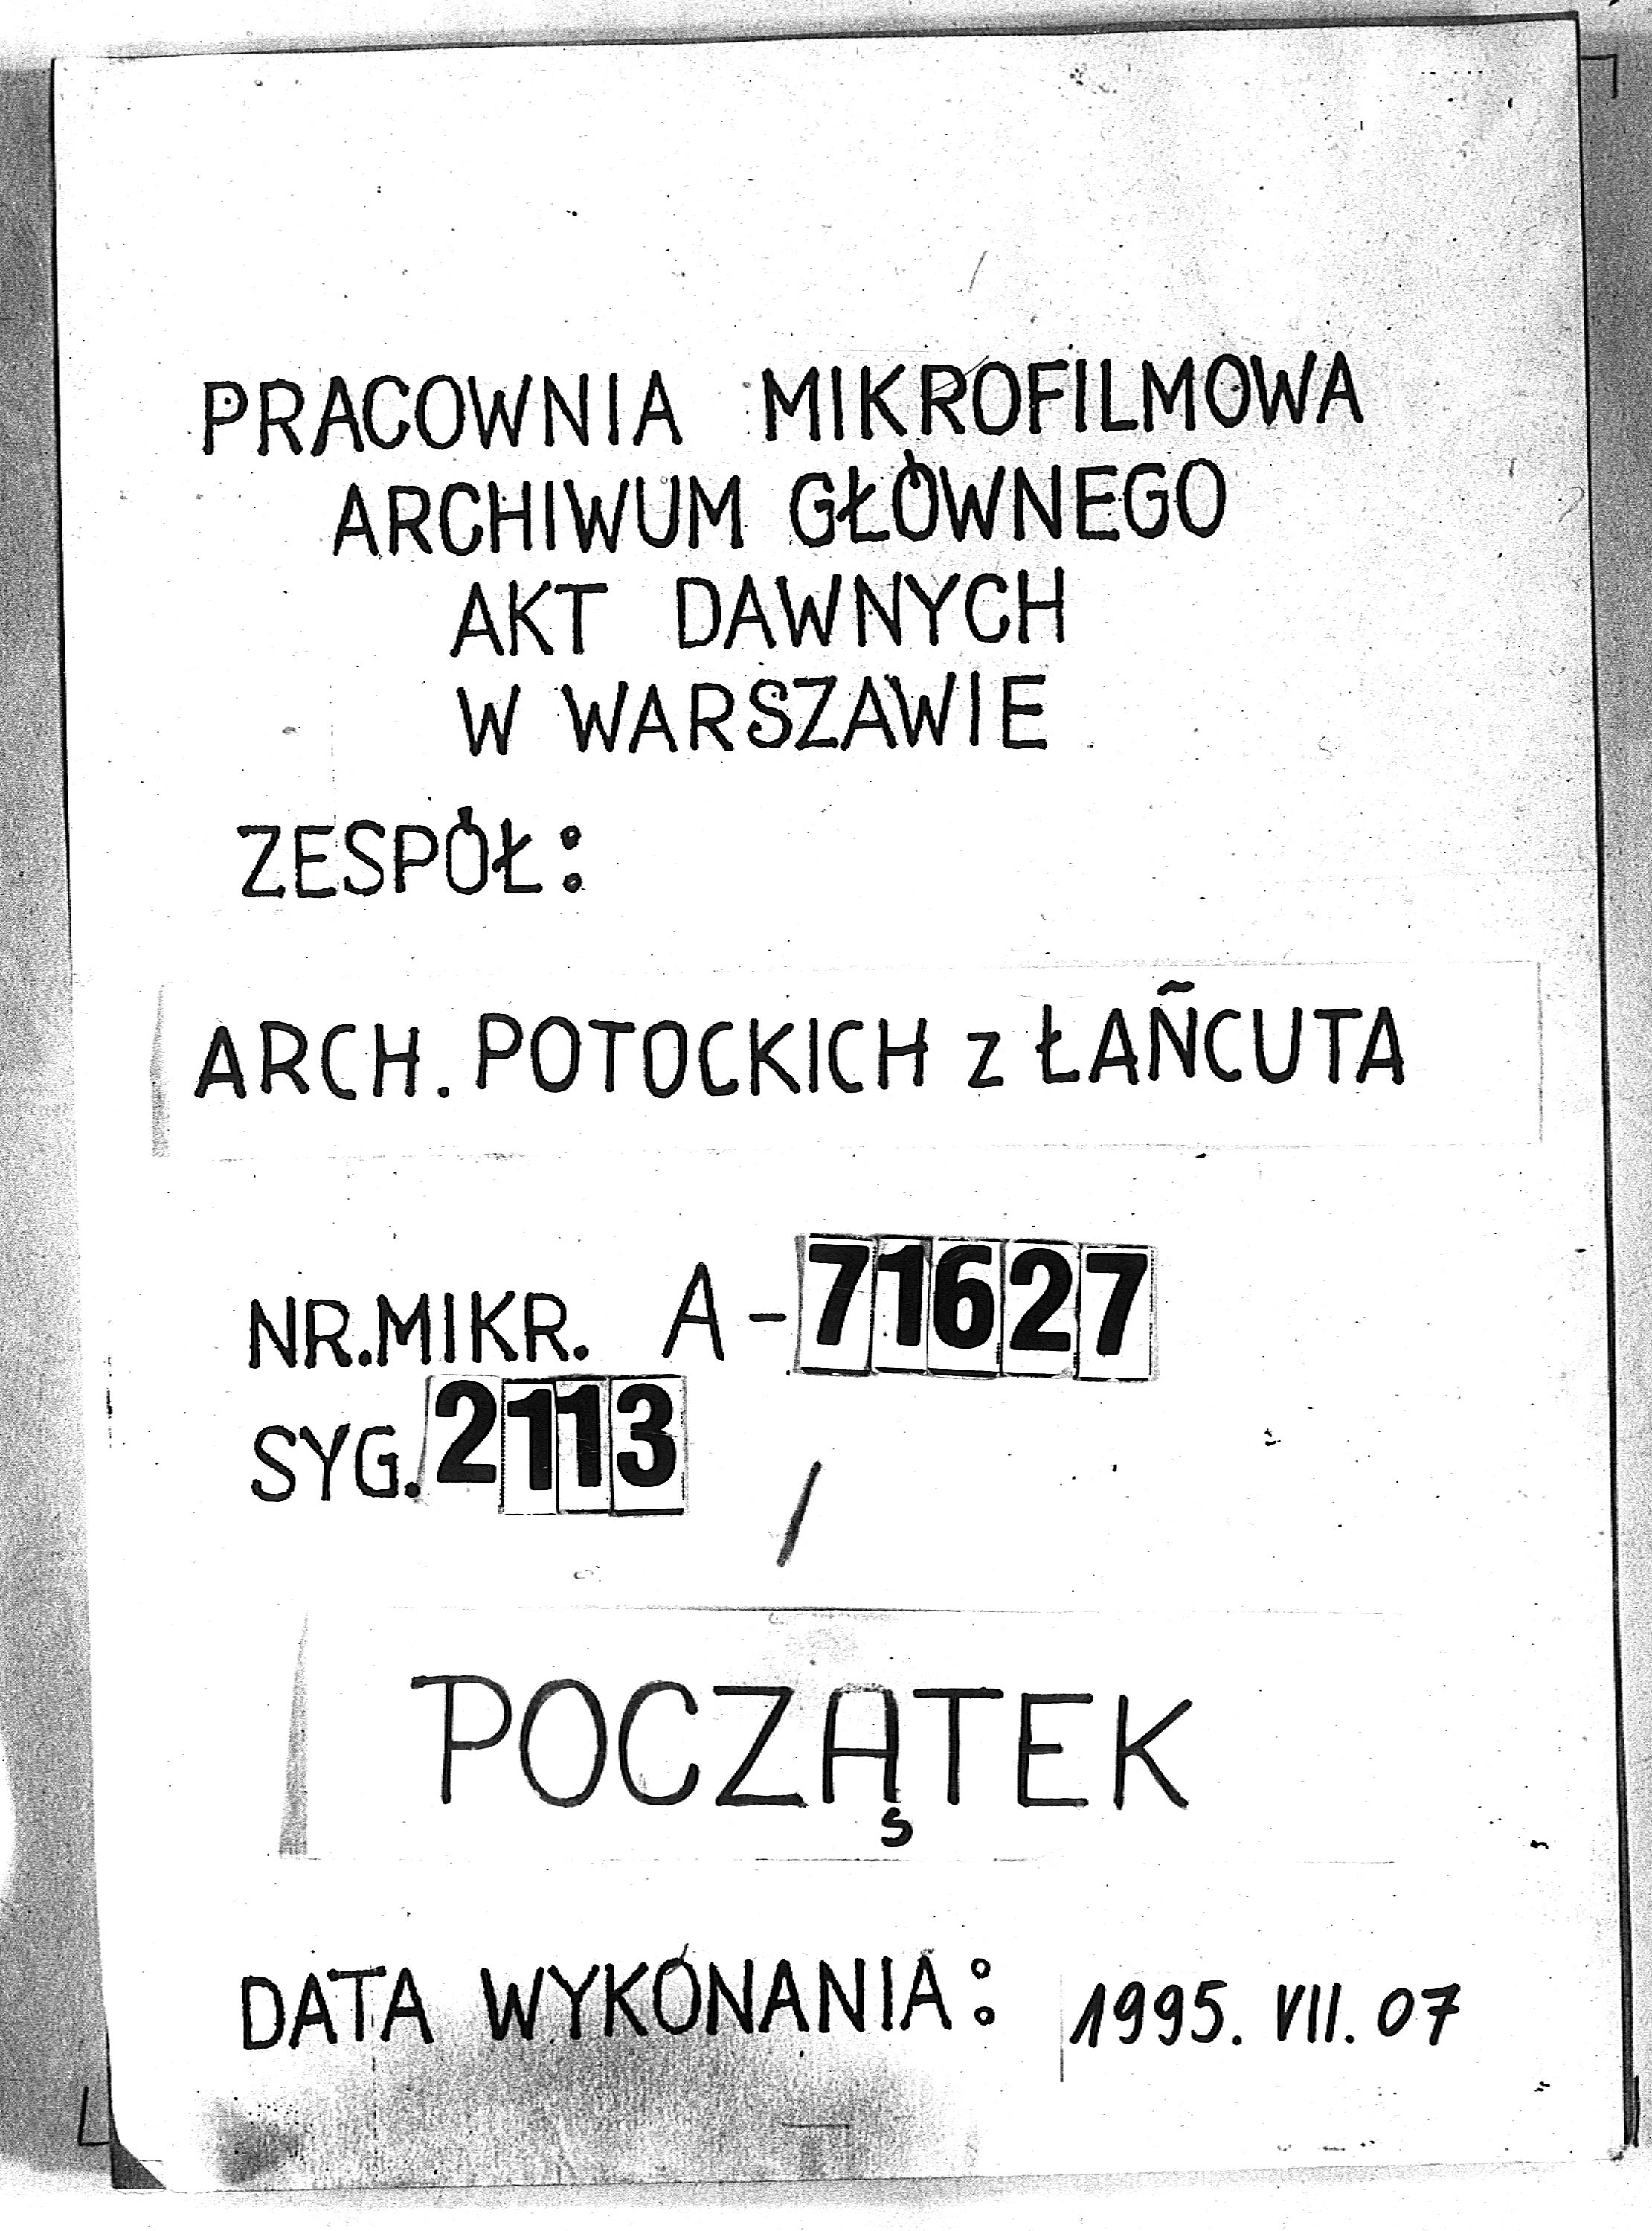 PRACOWNIA MIKROFILMOWA
ARCHIWUM GŁÓWNEGO
AKT DAWNYCH
W WARSZAWIE
ZESPÓŁ:
ARCH. POTOCKICH z ŁAŃCUTA
NR.MIKR. A-71627
SYG. 2113
POCZĄTEK
DATA WYKONANIA: 1995. VII. 07